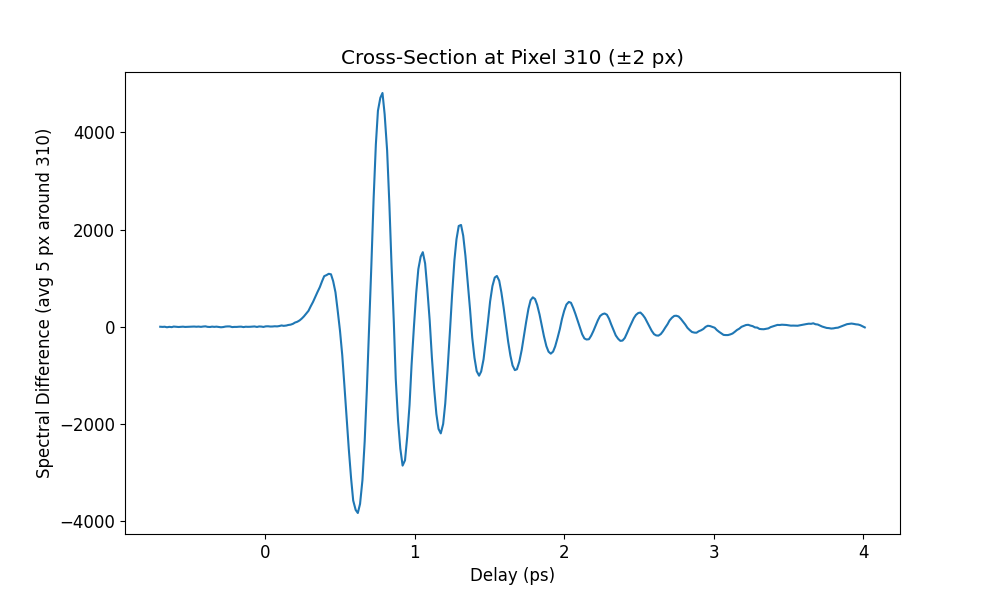 Cross-Section at Pixel 310 (±2 px)
Spectral Difference (avg 5 px around 310)
4000
2000
0
−2000
−4000
0 1 2 3 4
Delay (ps)